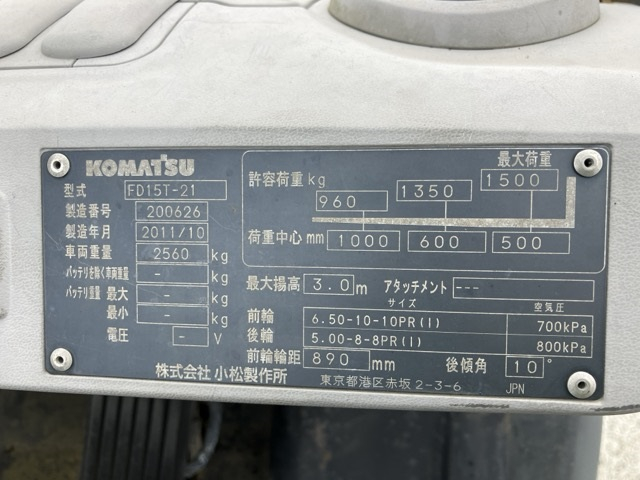 KOMATSU
型式 FD15T-21
製造番号 200626
製造年月 2011/10
車両重量 2560 kg
バッテリを除く車両重量 - kg
バッテリ重量 最大 - kg
最小 - kg
電圧 - V
最大荷重
許容荷重 kg 960 1350 1500
荷重中心 mm 1000 600 500
最大揚高 3.0 m アタッチメント ---
サイズ 空気圧
前輪 6.50-10-10PR(I) 700kPa
後輪 5.00-8-8PR(I) 800kPa
前輪輪距 890 mm 後傾角 10°
株式会社 小松製作所 東京都港区赤坂 2-3-6 JPN